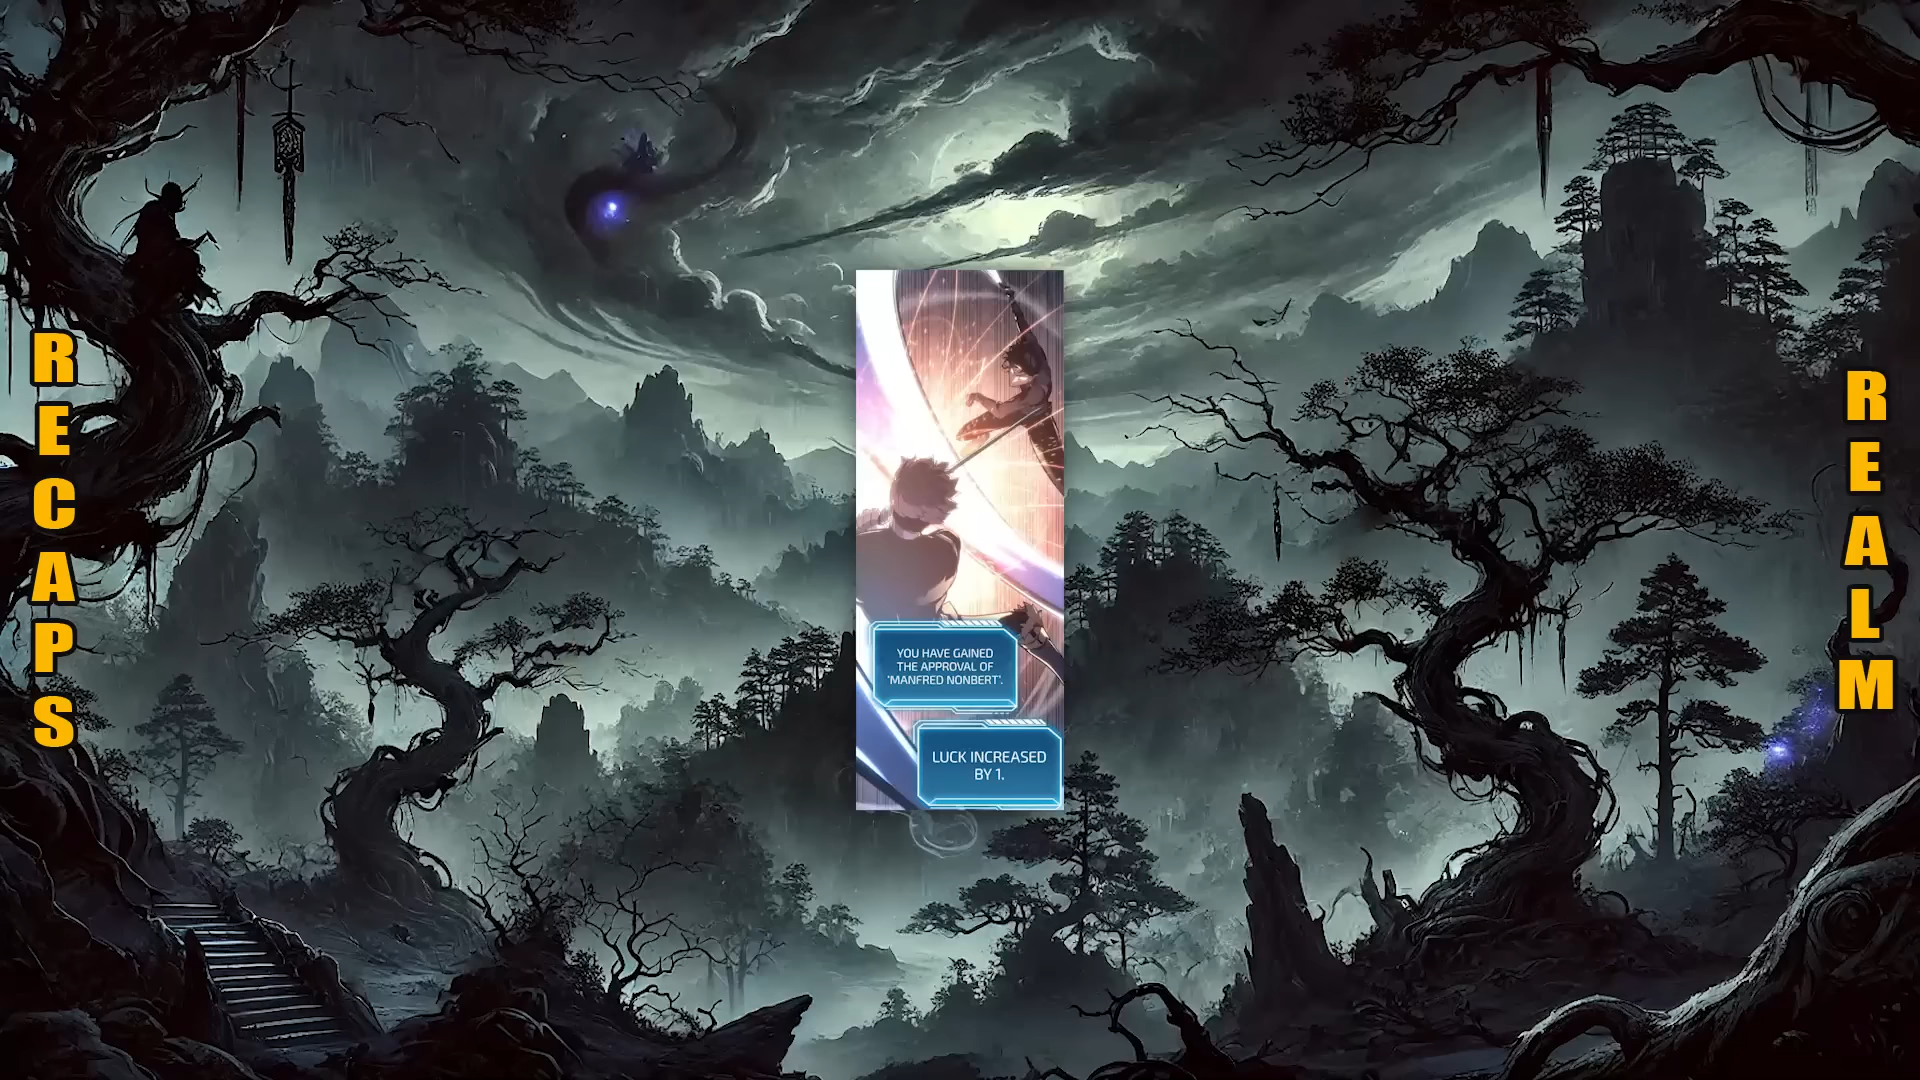 RECAPS
YOU HAVE GAINED
THE APPROVAL OF
'MANFRED NONBERT'.
LUCK INCREASED
BY 1.
REALM